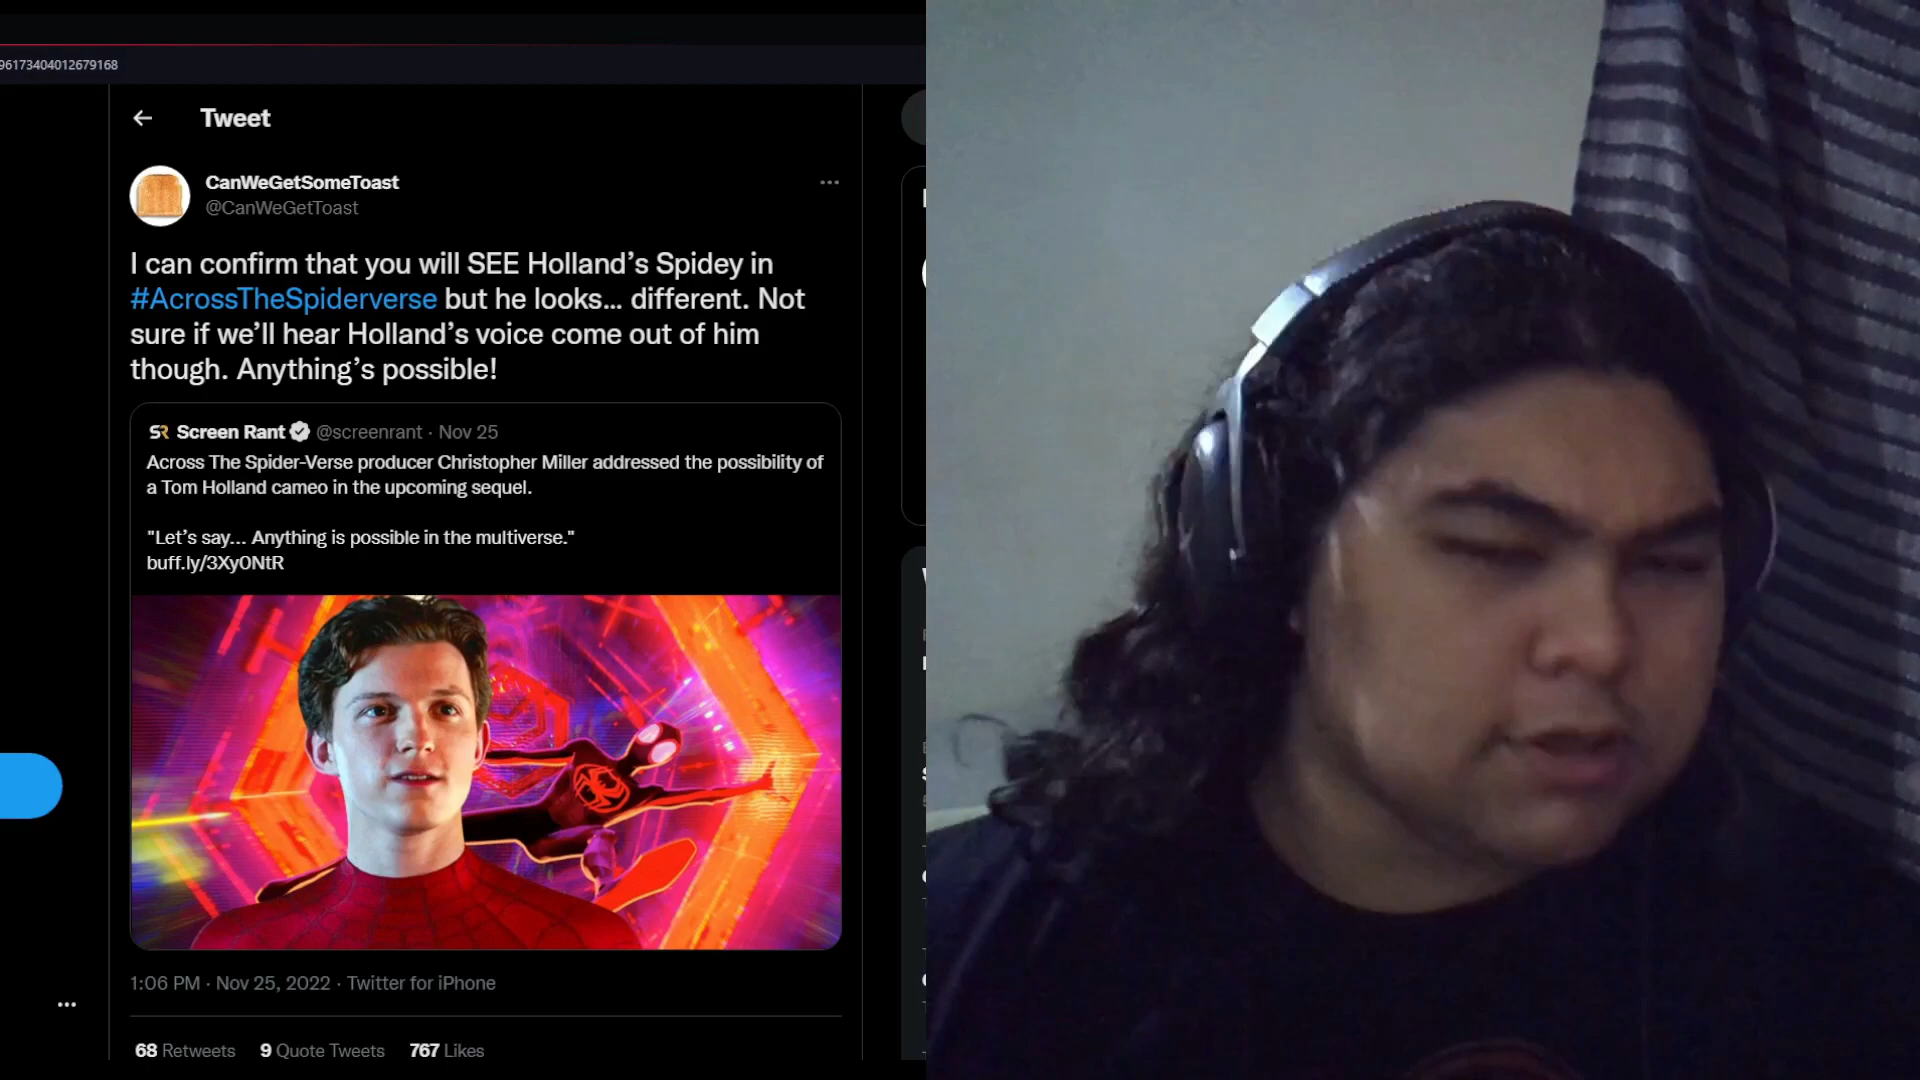 96173404012679168
Tweet
CanWeGetSomeToast
@CanWeGetToast
I can confirm that you will SEE Holland’s Spidey in
#AcrossTheSpiderverse but he looks... different. Not
sure if we’ll hear Holland’s voice come out of him
though. Anything’s possible!
SR Screen Rant @screenrant · Nov 25
Across The Spider-Verse producer Christopher Miller addressed the possibility of
a Tom Holland cameo in the upcoming sequel.
"Let’s say... Anything is possible in the multiverse."
buff.ly/3Xy0NtR
1:06 PM · Nov 25, 2022 · Twitter for iPhone
68 Retweets 9 Quote Tweets 767 Likes